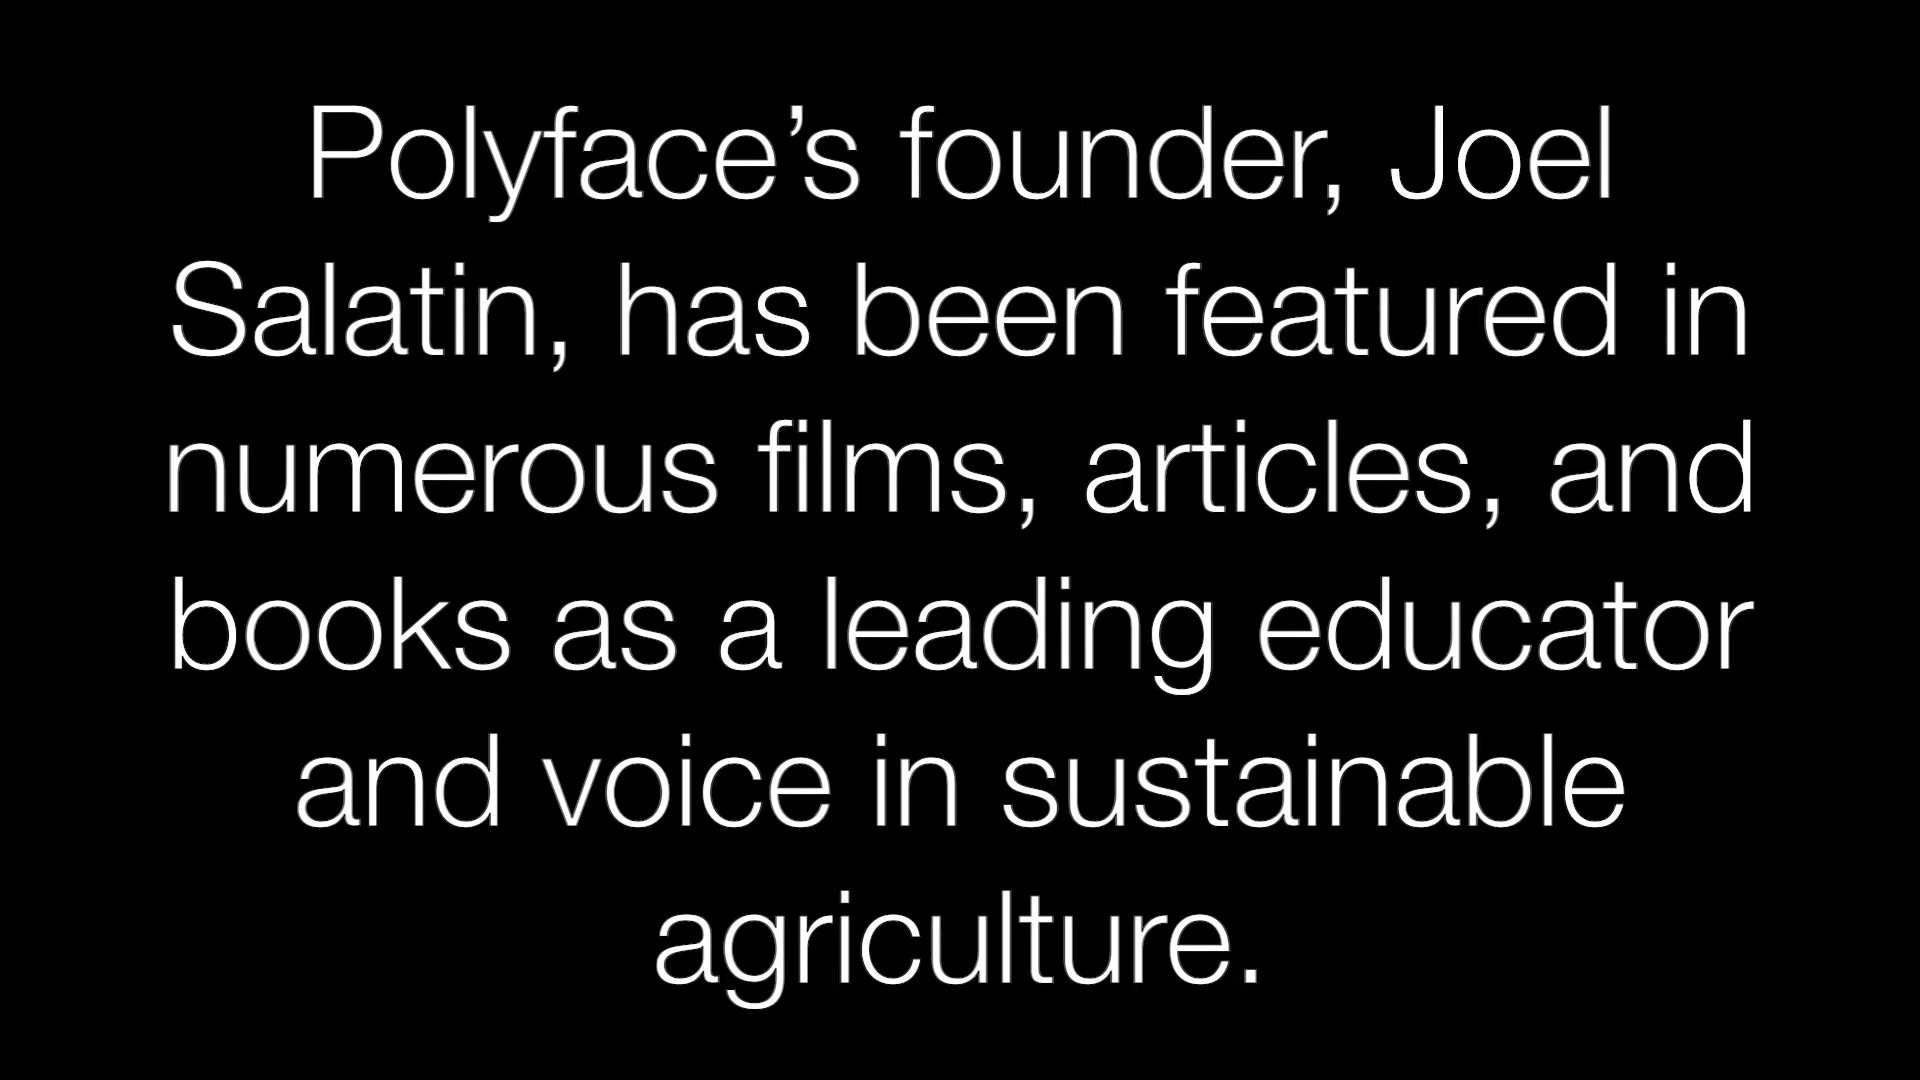 Polyface’s founder, Joel
Salatin, has been featured in
numerous films, articles, and
books as a leading educator
and voice in sustainable
agriculture.